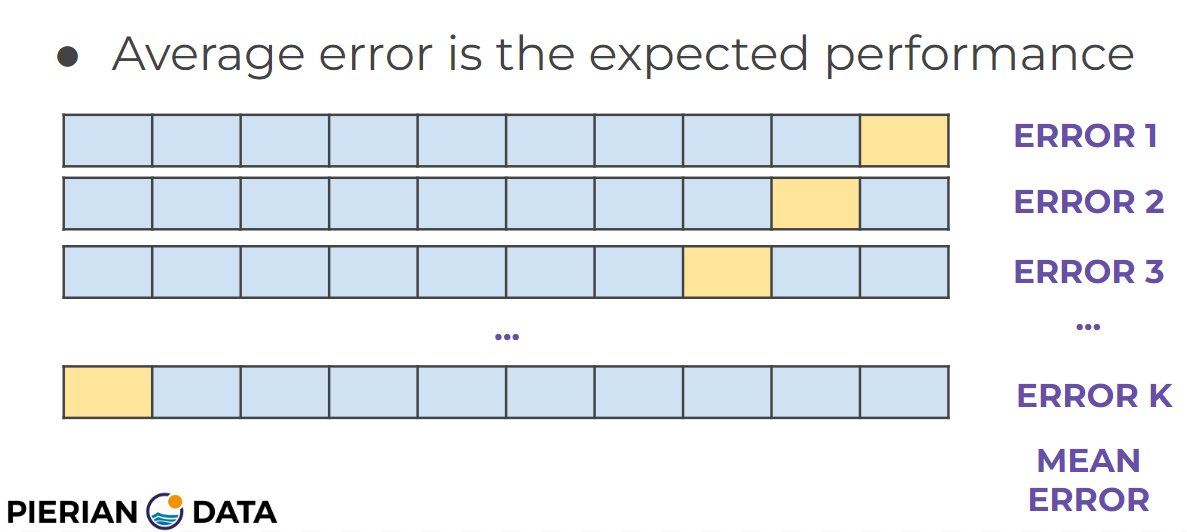 ● Average error is the expected performance
ERROR 1
ERROR 2
ERROR 3
... ...
ERROR K
MEAN
ERROR
PIERIAN DATA